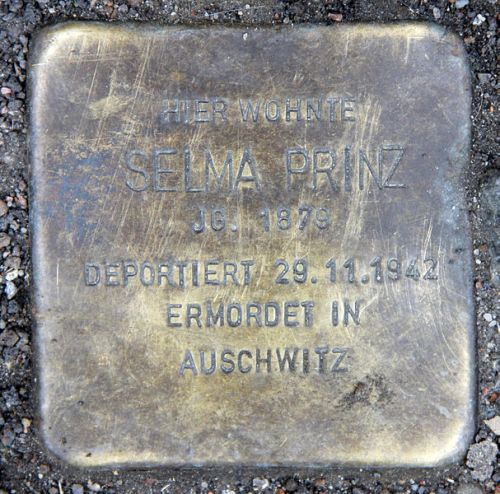 HIER WOHNTE
SELMA PRINZ
JG. 1879
DEPORTIERT 29.11.1942
ERMORDET IN
AUSCHWITZ